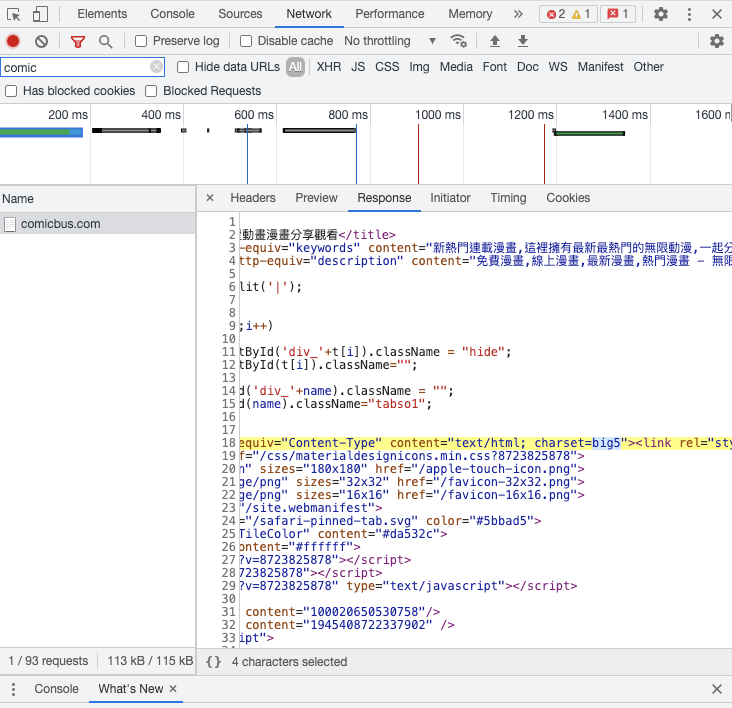 Elements Console Sources Network Performance Memory » 2 1 1
Preserve log Disable cache No throttling
comic Hide data URLs All XHR JS CSS Img Media Font Doc WS Manifest Other
Has blocked cookies Blocked Requests
200 ms 400 ms 600 ms 800 ms 1000 ms 1200 ms 1400 ms 1600 n
Name × Headers Preview Response Initiator Timing Cookies
comicbus.com
1
2 動畫漫畫分享觀看</title>
3 -equiv="keywords" content="新熱門連載漫畫,這裡擁有最新最熱門的無限動漫,一起分
4 ttp-equiv="description" content="免費漫畫,線上漫畫,最新漫畫,熱門漫畫 - 無限
5
6 lit('|');
7
8
9 ;i++)
10
11 tById('div_'+t[i]).className = "hide";
12 tById(t[i]).className="";
13
14 d('div_'+name).className = "";
15 d(name).className="tabso1";
16
17
18 equiv="Content-Type" content="text/html; charset=big5"><link rel="sty
19 f="/css/materialdesignicons.min.css?8723825878">
20 n" sizes="180x180" href="/apple-touch-icon.png">
21 ge/png" sizes="32x32" href="/favicon-32x32.png">
22 ge/png" sizes="16x16" href="/favicon-16x16.png">
23 "/site.webmanifest">
24 ="/safari-pinned-tab.svg" color="#5bbad5">
25 TileColor" content="#da532c">
26 ontent="#ffffff">
27 ?v=8723825878"></script>
28 723825878"></script>
29 ?v=8723825878" type="text/javascript"></script>
30
31 content="100020650530758"/>
32 content="1945408722337902" />
33 ipt">
1 / 93 requests 113 kB / 115 kB {} 4 characters selected
Console What's New ×